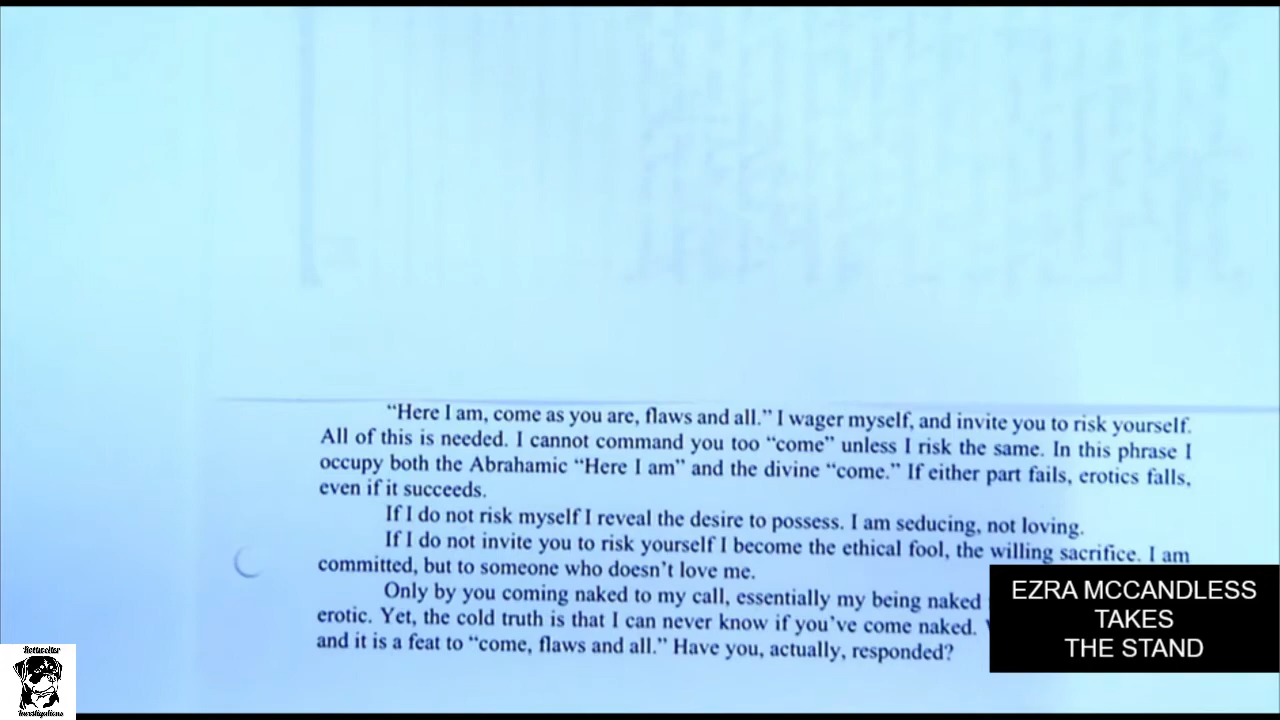 “Here I am, come as you are, flaws and all.” I wager myself, and invite you to risk yourself.
All of this is needed. I cannot command you too “come” unless I risk the same. In this phrase I
occupy both the Abrahamic “Here I am” and the divine “come.” If either part fails, erotics falls,
even if it succeeds.
If I do not risk myself I reveal the desire to possess. I am seducing, not loving.
If I do not invite you to risk yourself I become the ethical fool, the willing sacrifice. I am
committed, but to someone who doesn’t love me.
Only by you coming naked to my call, essentially my being naked
erotic. Yet, the cold truth is that I can never know if you’ve come naked.
and it is a feat to “come, flaws and all.” Have you, actually, responded?
EZRA MCCANDLESS
TAKES
THE STAND
Rottweiler
Investigations